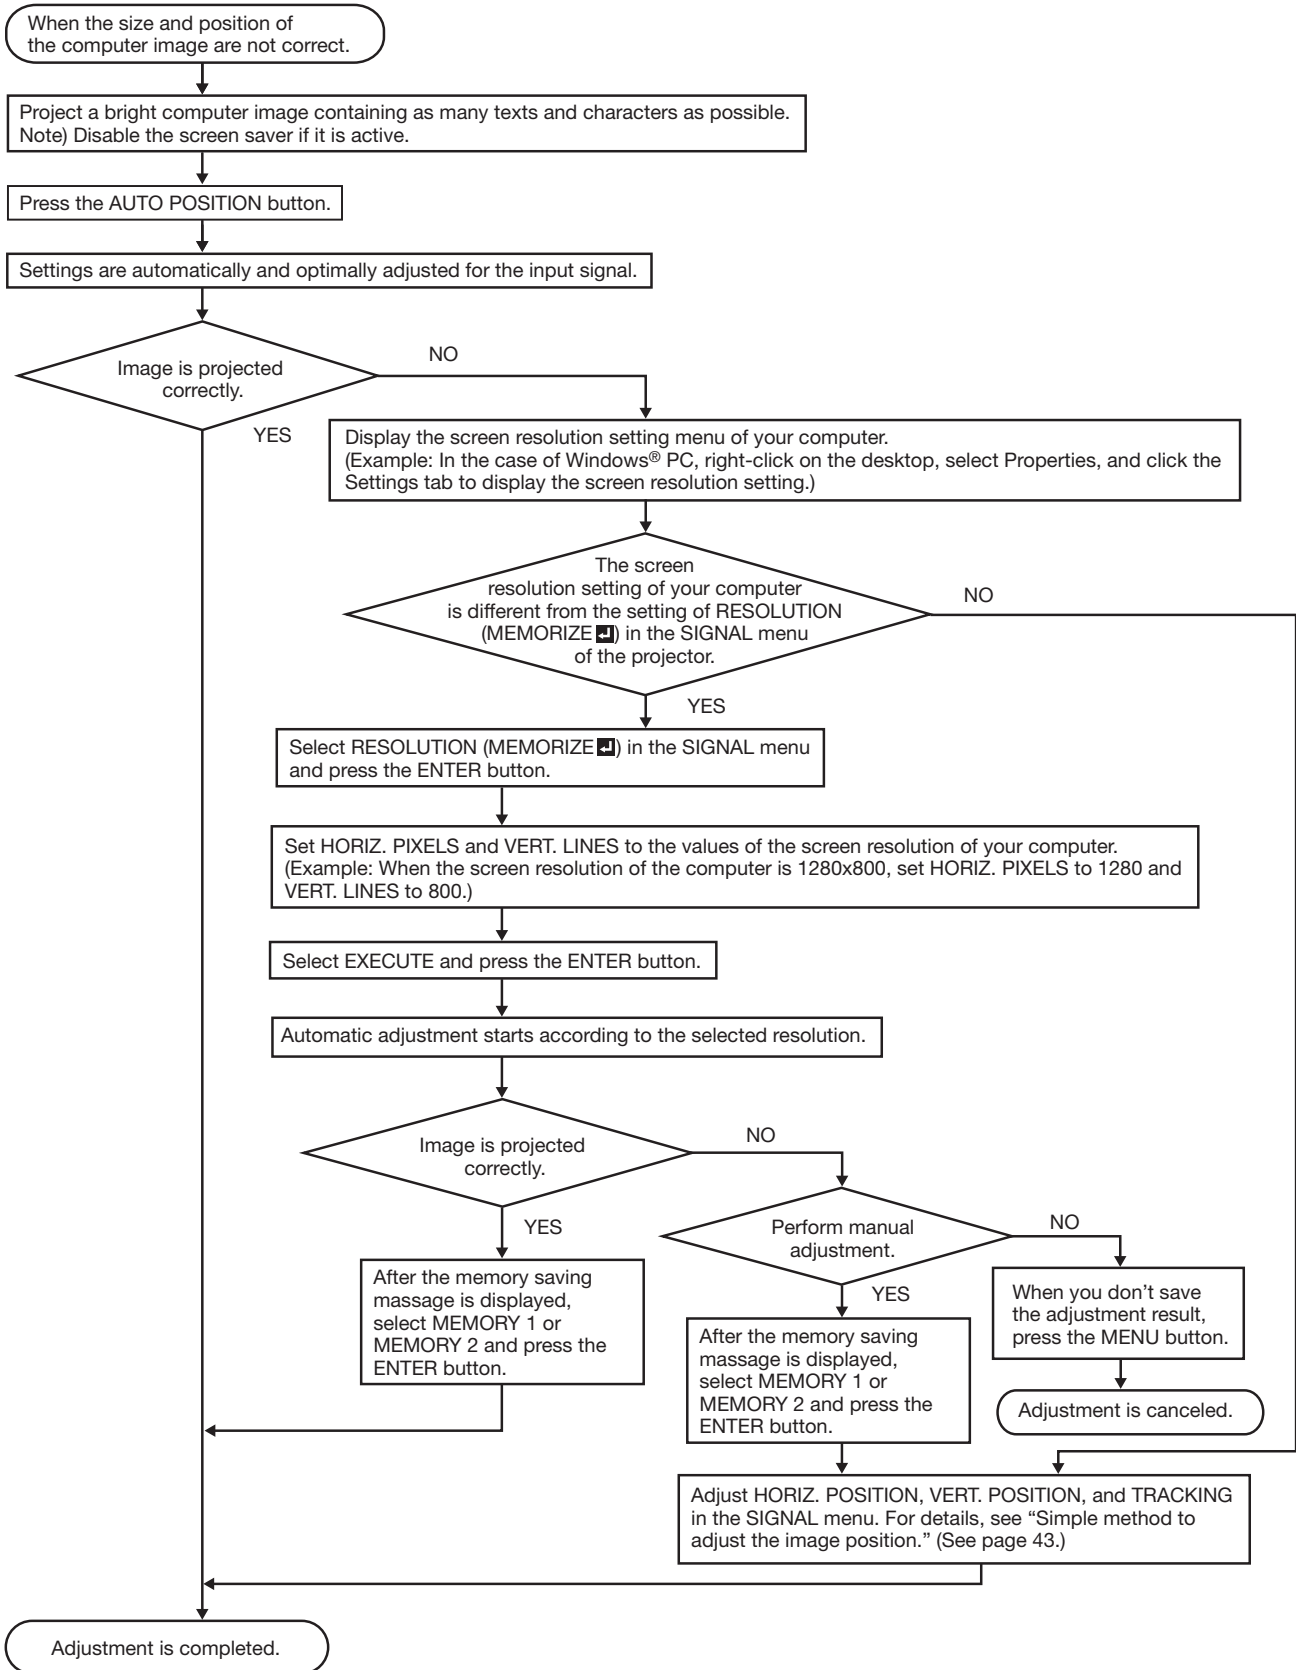 When the size and position of
the computer image are not correct.
Project a bright computer image containing as many texts and characters as possible.
Note) Disable the screen saver if it is active.
Press the AUTO POSITION button.
Settings are automatically and optimally adjusted for the input signal.
Image is projected
correctly.
NO
YES
Display the screen resolution setting menu of your computer.
(Example: In the case of Windows® PC, right-click on the desktop, select Properties, and click the
Settings tab to display the screen resolution setting.)
The screen
resolution setting of your computer
is different from the setting of RESOLUTION
(MEMORIZE ↵) in the SIGNAL menu
of the projector.
NO
YES
Select RESOLUTION (MEMORIZE ↵) in the SIGNAL menu
and press the ENTER button.
Set HORIZ. PIXELS and VERT. LINES to the values of the screen resolution of your computer.
(Example: When the screen resolution of the computer is 1280x800, set HORIZ. PIXELS to 1280 and
VERT. LINES to 800.)
Select EXECUTE and press the ENTER button.
Automatic adjustment starts according to the selected resolution.
Image is projected
correctly.
NO
YES
After the memory saving
massage is displayed,
select MEMORY 1 or
MEMORY 2 and press the
ENTER button.
Perform manual
adjustment.
NO
YES
After the memory saving
massage is displayed,
select MEMORY 1 or
MEMORY 2 and press the
ENTER button.
When you don’t save
the adjustment result,
press the MENU button.
Adjustment is canceled.
Adjust HORIZ. POSITION, VERT. POSITION, and TRACKING
in the SIGNAL menu. For details, see “Simple method to
adjust the image position.” (See page 43.)
Adjustment is completed.